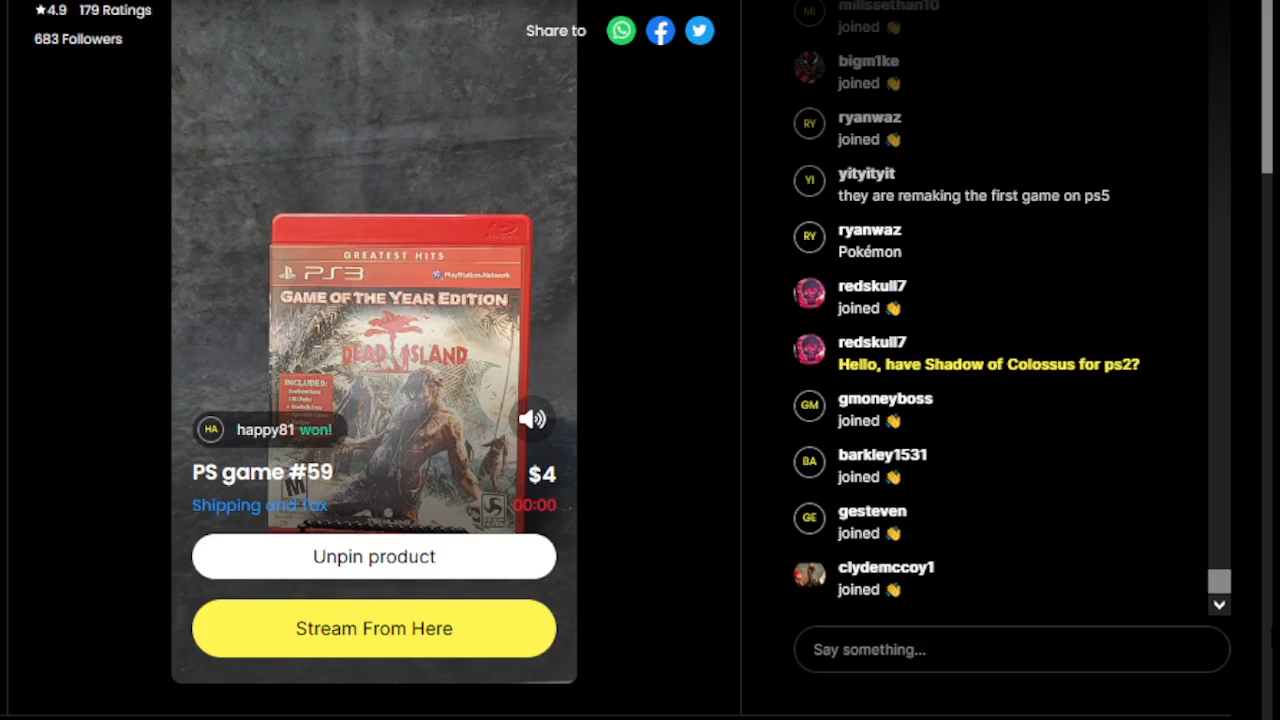 ★4.9 179 Ratings
683 Followers
Share to
GREATEST HITS
PS3 PlayStation Network
GAME OF THE YEAR EDITION
DEAD ISLAND
INCLUDES:
HA happy81 won!
PS game #59 $4
M
Shipping and Tax 00:00
Unpin product
Stream From Here
MI millssethan10
joined 👏
bigm1ke
joined 👏
RY ryanwaz
joined 👏
YI yityityit
they are remaking the first game on ps5
RY ryanwaz
Pokémon
redskull7
joined 👏
redskull7
Hello, have Shadow of Colossus for ps2?
GM gmoneyboss
joined 👏
BA barkley1531
joined 👏
GE gesteven
joined 👏
clydemccoy1
joined 👏
Say something...